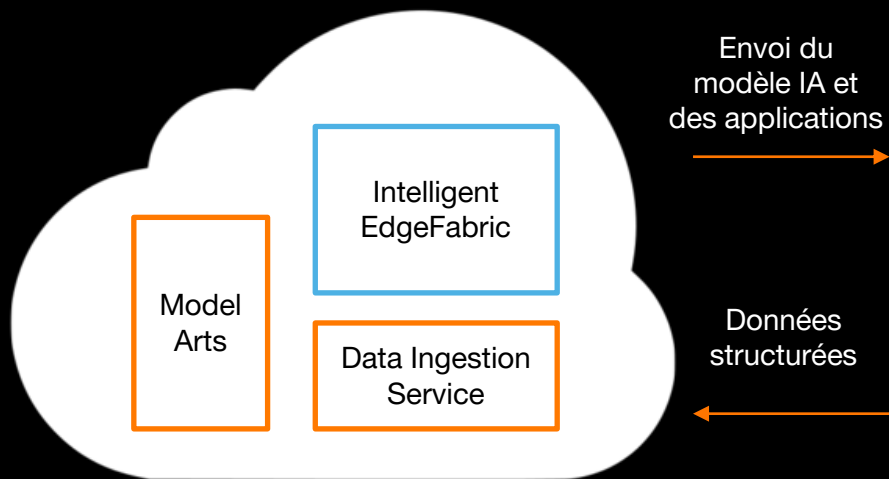 Envoi du
modèle IA et
des applications
Intelligent
EdgeFabric
Model
Arts
Data Ingestion
Service
Données
structurées